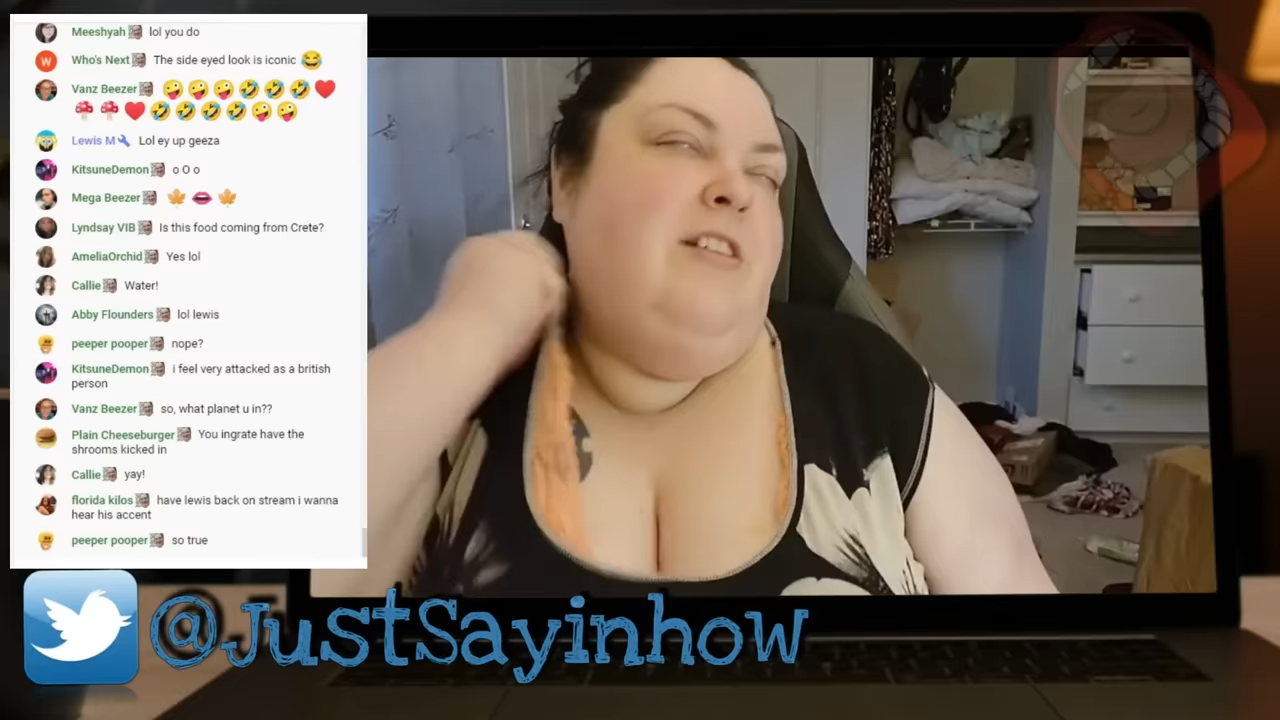 Meeshyah lol you do
Who's Next The side eyed look is iconic 😂
Vanz Beezer 🤪🤪🤪🤣🤣🤣❤️
🍄🍄❤️🤣🤣🤣🤣🤪🤪
Lewis M Lol ey up geeza
KitsuneDemon o O o
Mega Beezer 🍁👄🍁
Lyndsay VIB Is this food coming from Crete?
AmeliaOrchid Yes lol
Callie Water!
Abby Flounders lol lewis
peeper pooper nope?
KitsuneDemon i feel very attacked as a british
person
Vanz Beezer so, what planet u in??
Plain Cheeseburger You ingrate have the
shrooms kicked in
Callie yay!
florida kilos have lewis back on stream i wanna
hear his accent
peeper pooper so true
@JustSayinhow